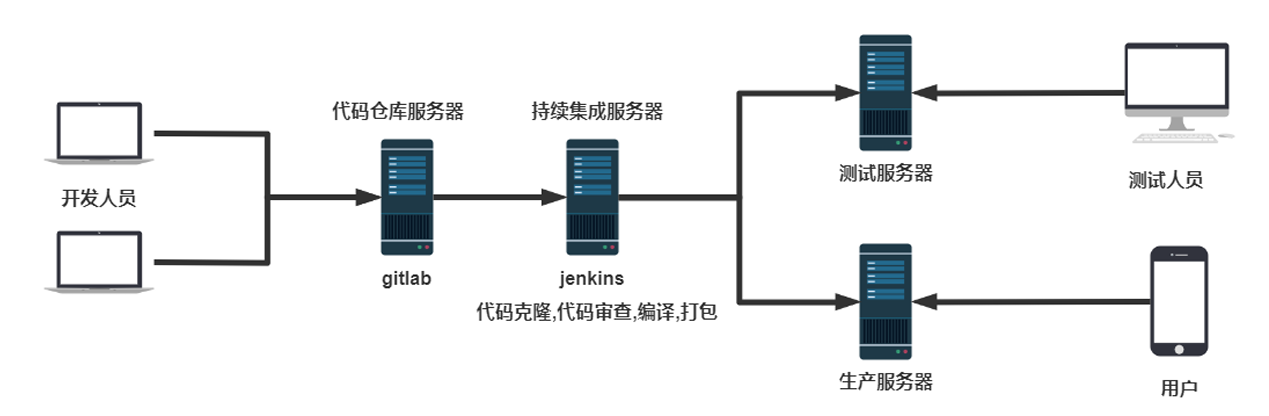 开发人员
代码仓库服务器
gitlab
持续集成服务器
jenkins
代码克隆,代码审查,编译,打包
测试服务器
测试人员
生产服务器
用户